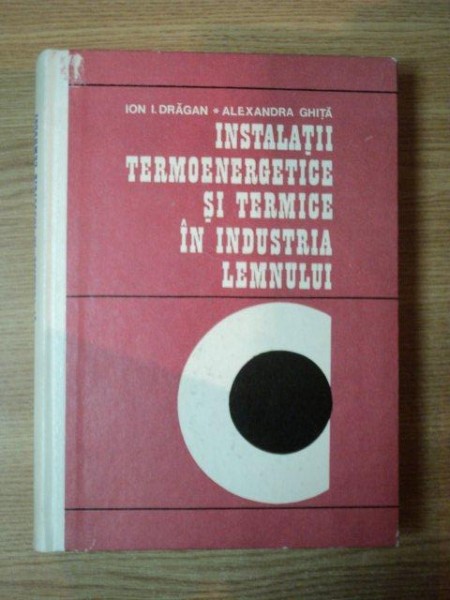 ION I. DRĂGAN • ALEXANDRA GHIȚĂ
INSTALAȚII
TERMOENERGETICE
ȘI TERMICE
ÎN INDUSTRIA
LEMNULUI